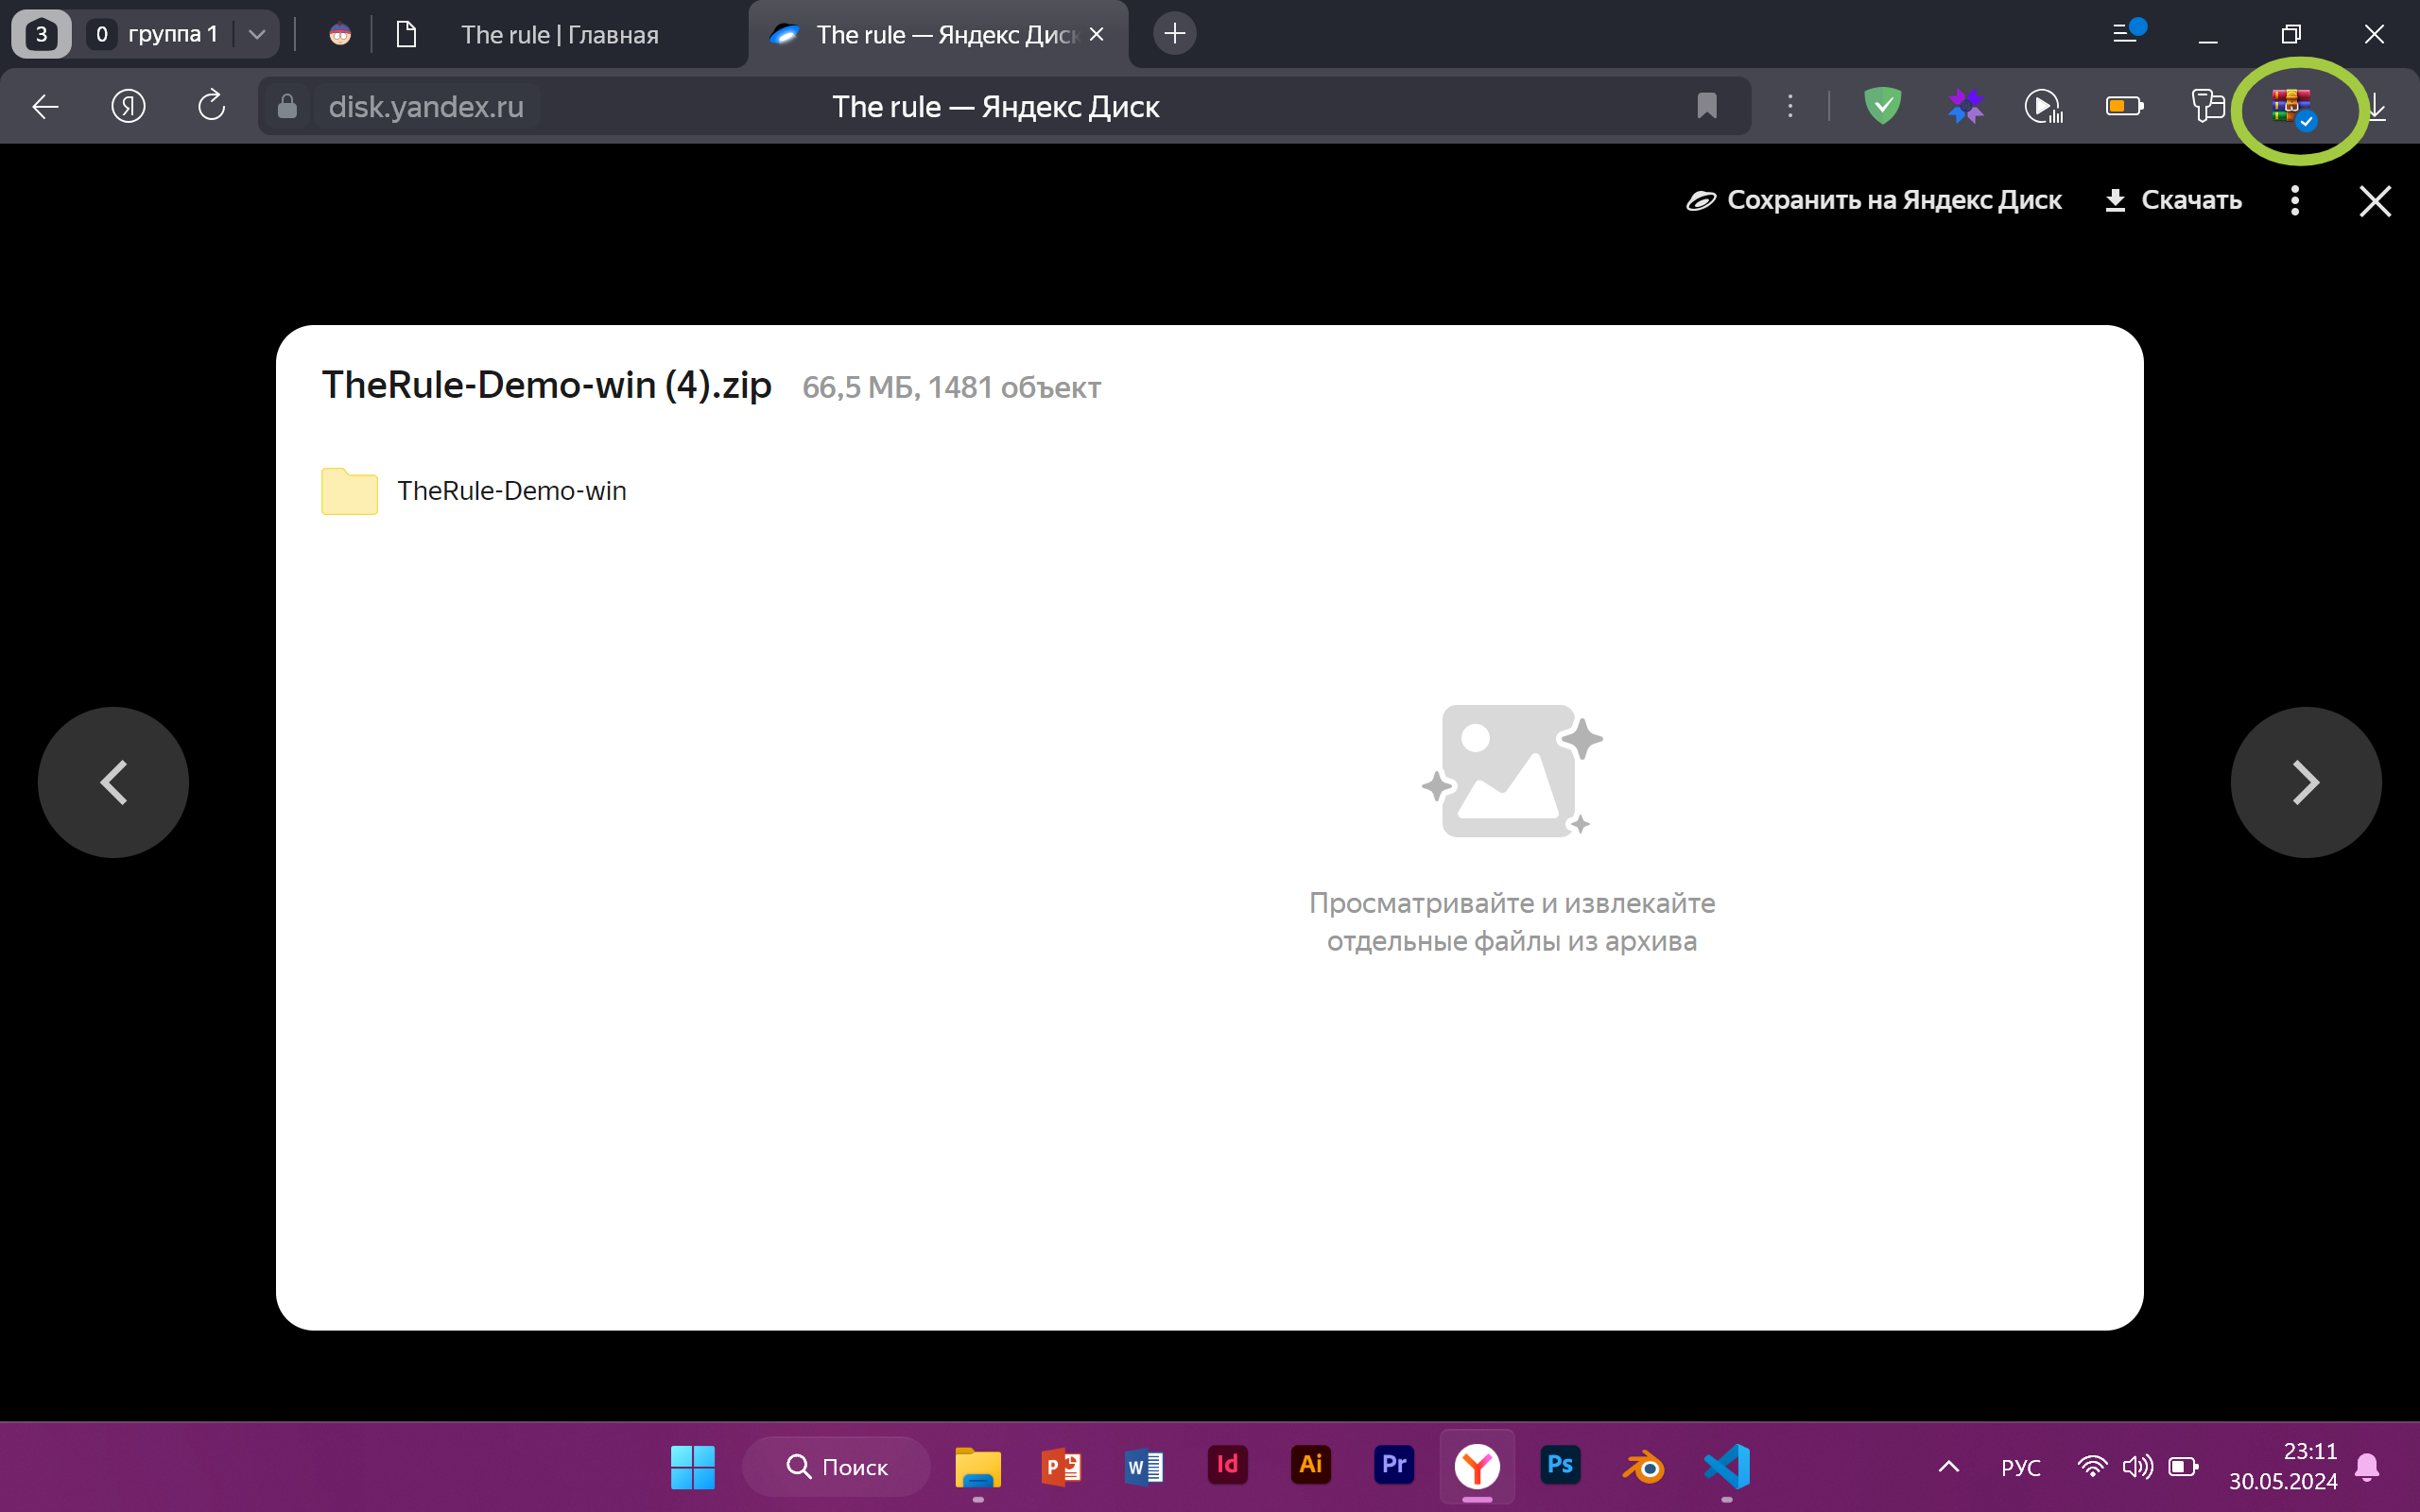 3
0 группа 1
The rule | Главная
The rule — Яндекс Диск
Я
disk.yandex.ru
The rule — Яндекс Диск
Сохранить на Яндекс Диск
Скачать
TheRule-Demo-win (4).zip 66,5 МБ, 1481 объект
TheRule-Demo-win
Просматривайте и извлекайте
отдельные файлы из архива
Поиск
P
W
Id
Ai
Pr
Y
Ps
РУС
23:11
30.05.2024